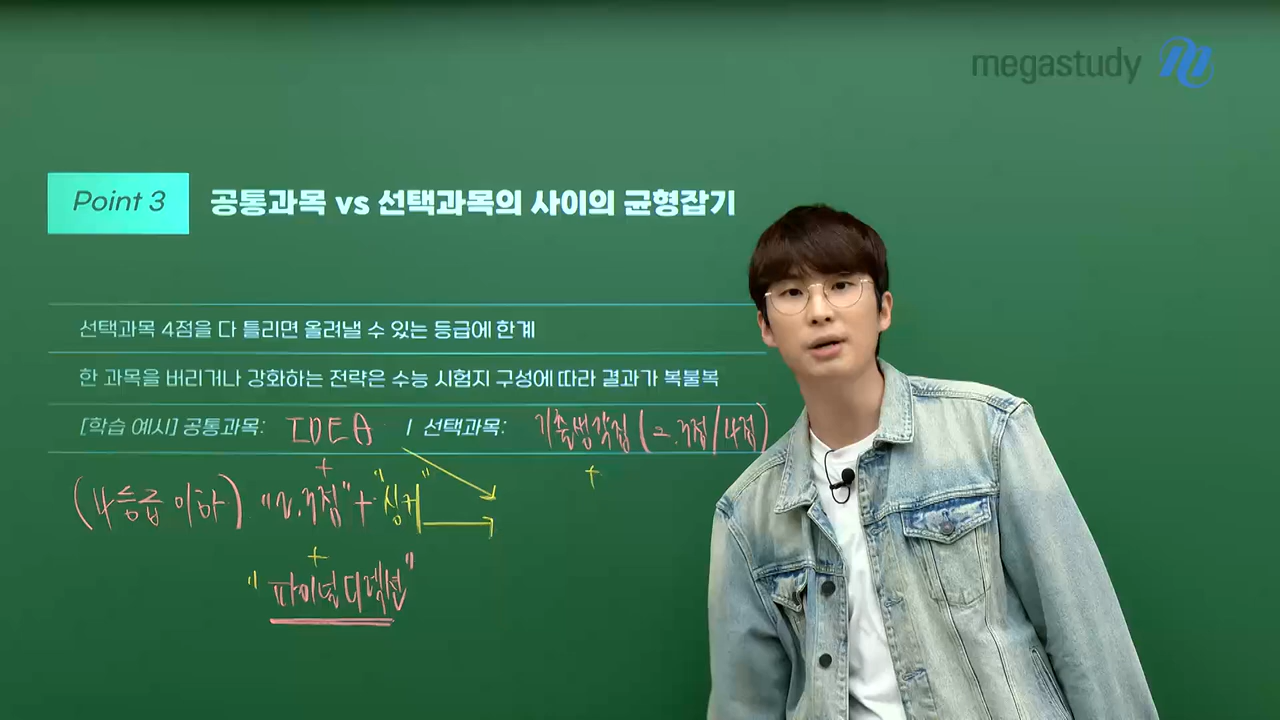 megastudy
Point 3 공통과목 vs 선택과목의 사이의 균형잡기
선택과목 4점을 다 틀리면 올려낼 수 있는 등급에 한계
한 과목을 버리거나 강화하는 전략은 수능 시험지 구성에 따라 결과가 복불복
[학습 예시] 공통과목: IDEA | 선택과목: 기출생각집 (2.3점/4점)
+ +
(4등급 이하) "2.3점" + "싱커"
+
"파이널 디렉션"